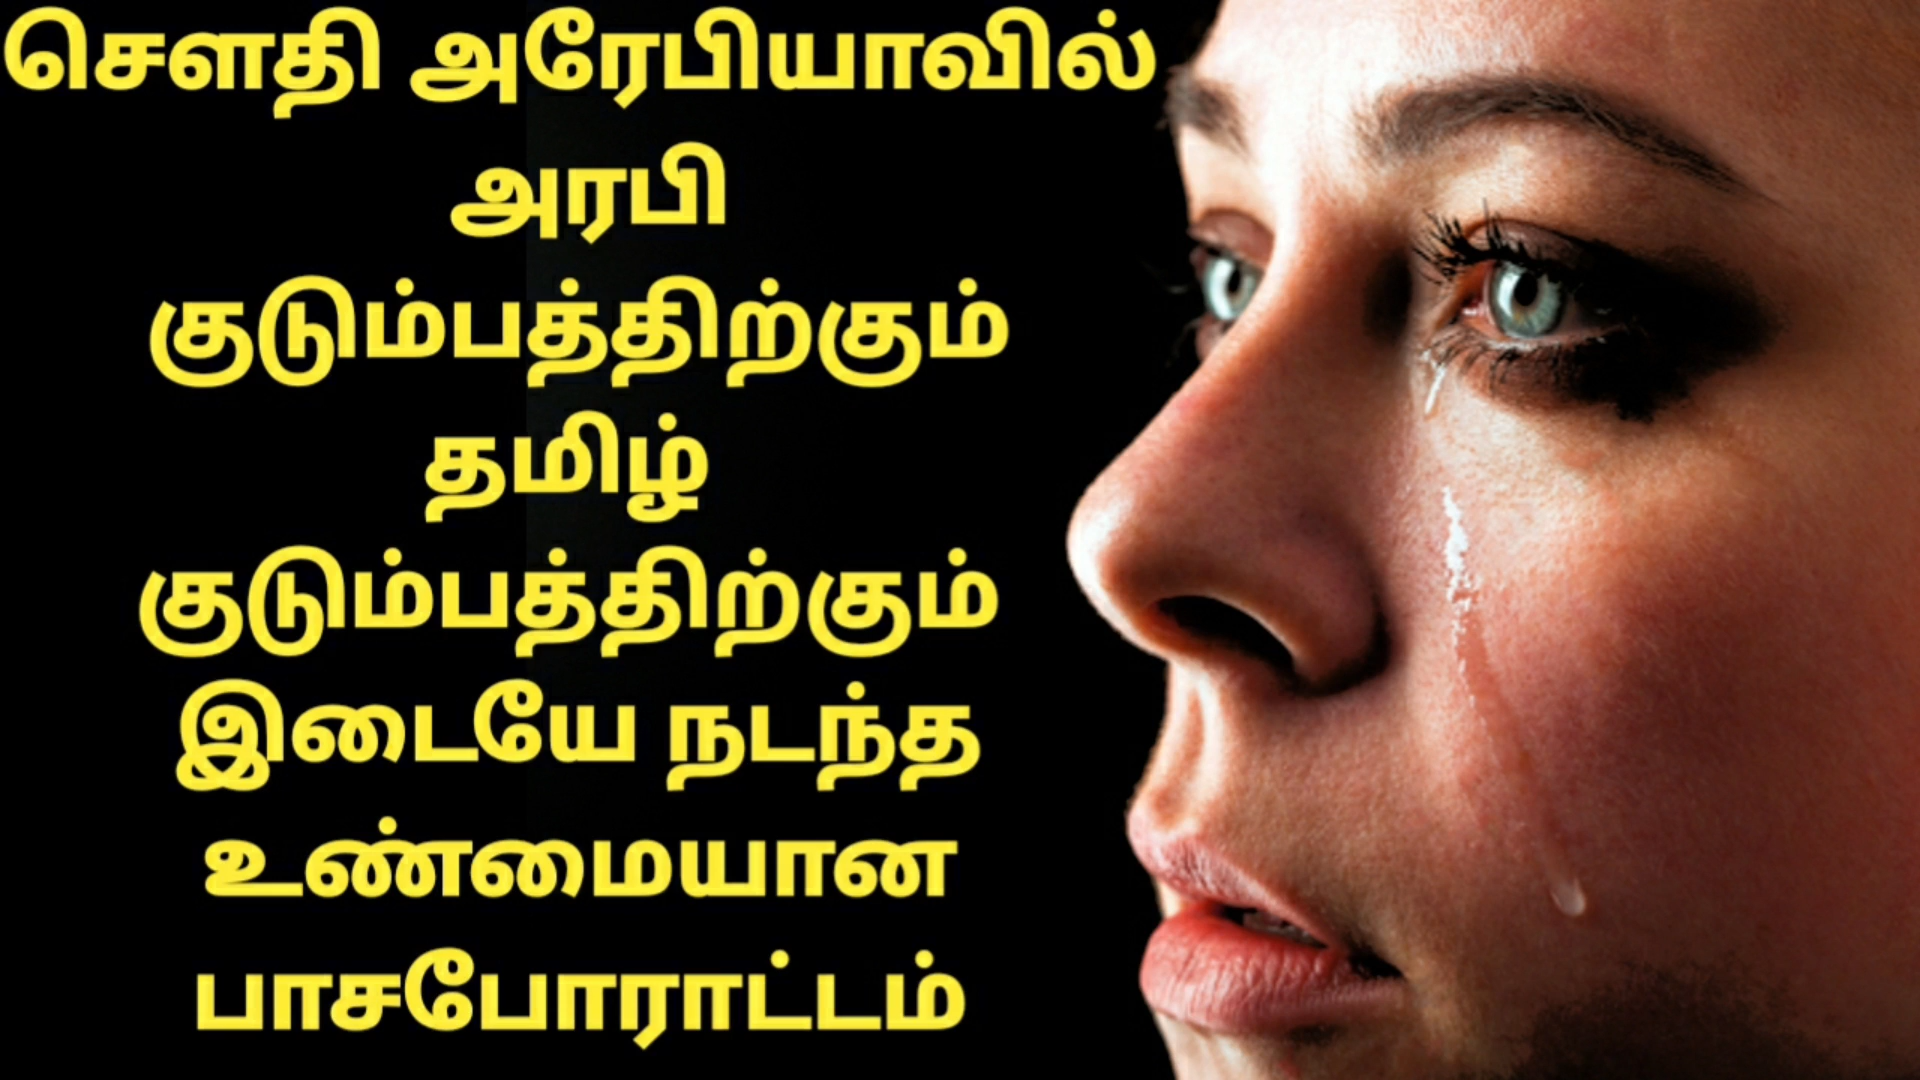 சௌதி அரேபியாவில்
அரபி
குடும்பத்திற்கும்
தமிழ்
குடும்பத்திற்கும்
இடையே நடந்த
உண்மையான
பாசபோராட்டம்